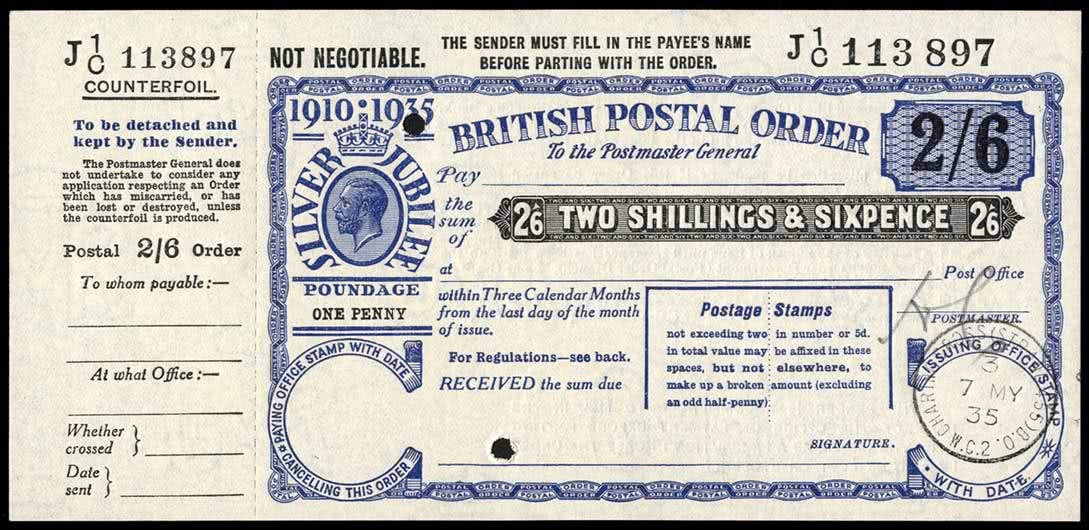 J 1/C 113897
COUNTERFOIL.
To be detached and
kept by the Sender.
The Postmaster General does
not undertake to consider any
application respecting an Order
which has miscarried, or has
been lost or destroyed, unless
the counterfoil is produced.
Postal 2/6 Order
To whom payable:—
At what Office:—
Whether
crossed
Date
sent
NOT NEGOTIABLE.
THE SENDER MUST FILL IN THE PAYEE'S NAME
BEFORE PARTING WITH THE ORDER.
J 1/C 113 897
1910:1935
SILVER JUBILEE
POUNDAGE
ONE PENNY
BRITISH POSTAL ORDER
To the Postmaster General
2/6
Pay
the
sum
of
2/6 TWO SHILLINGS & SIXPENCE 2/6
at
Post Office
within Three Calendar Months
from the last day of the month
of issue.
For Regulations—see back.
RECEIVED the sum due
Postage Stamps
not exceeding two in number or 5d.
in total value may be affixed in these
spaces, but not elsewhere, to
make up a broken amount (excluding
an odd half-penny)
POSTMASTER.
SIGNATURE.
PAYING OFFICE STAMP WITH DATE
CANCELLING THIS ORDER
ISSUING OFFICE STAMP
WITH DATE
3
7 MY
35
W.C.2